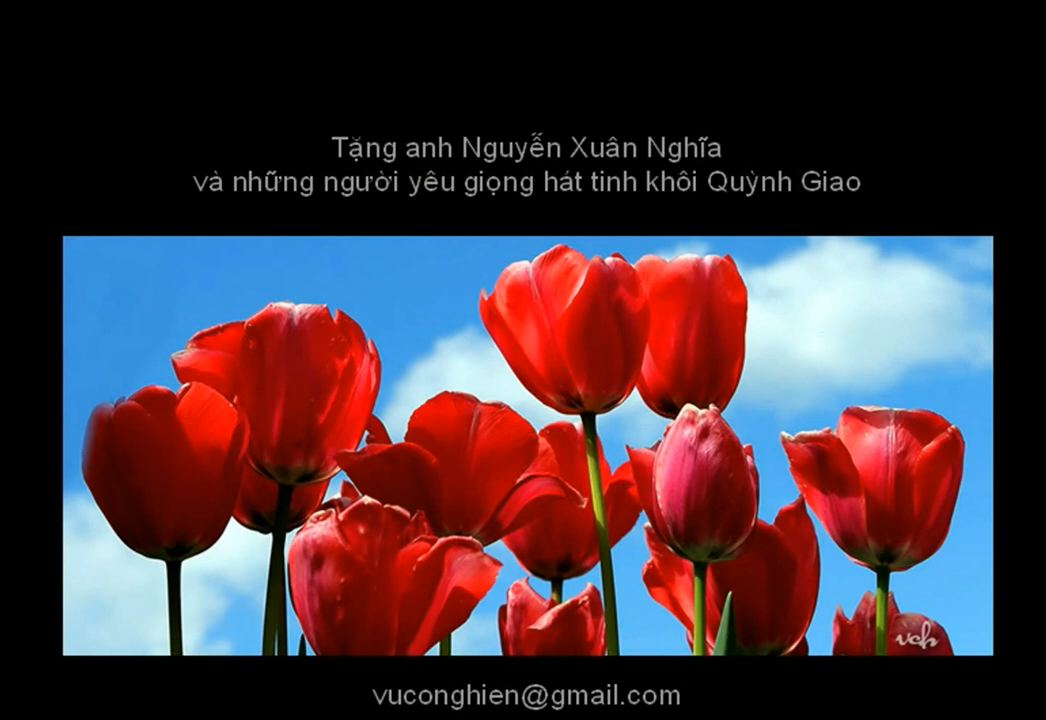 Tặng anh Nguyễn Xuân Nghĩa
và những người yêu giọng hát tinh khôi Quỳnh Giao
vch
vuconghien@gmail.com